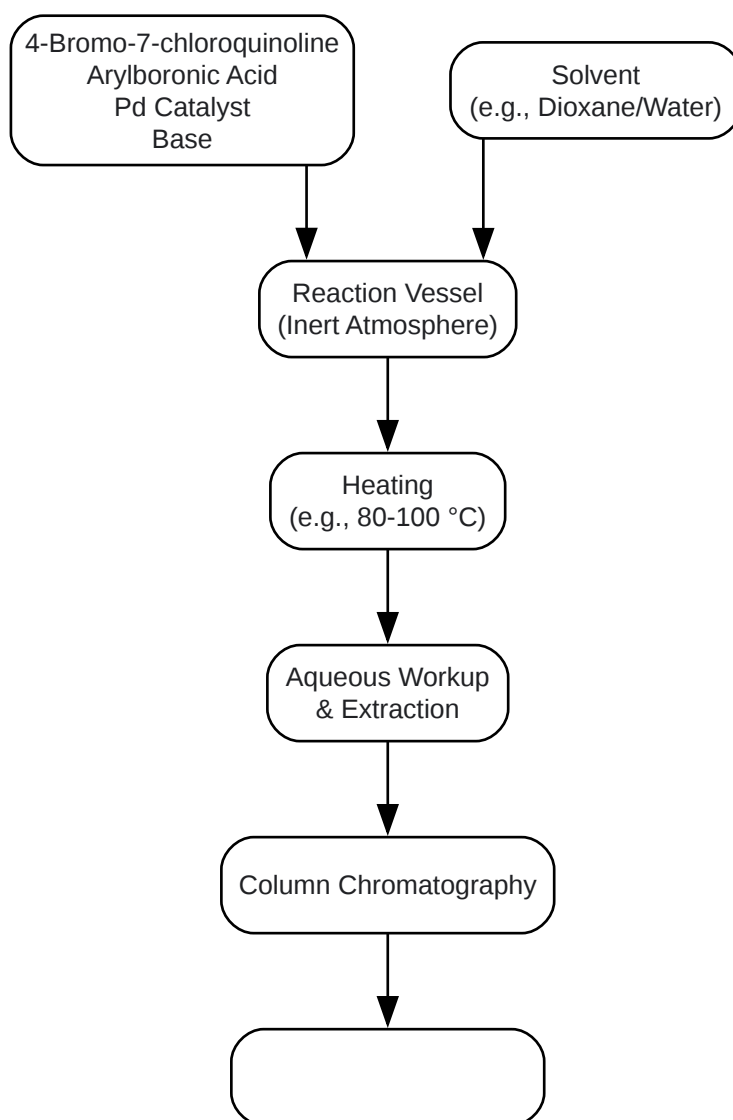 4-Bromo-7-chloroquinoline
Arylboronic Acid
Pd Catalyst
Base
Solvent
(e.g., Dioxane/Water)
Reaction Vessel
(Inert Atmosphere)
Heating
(e.g., 80-100 °C)
Aqueous Workup
& Extraction
Column Chromatography